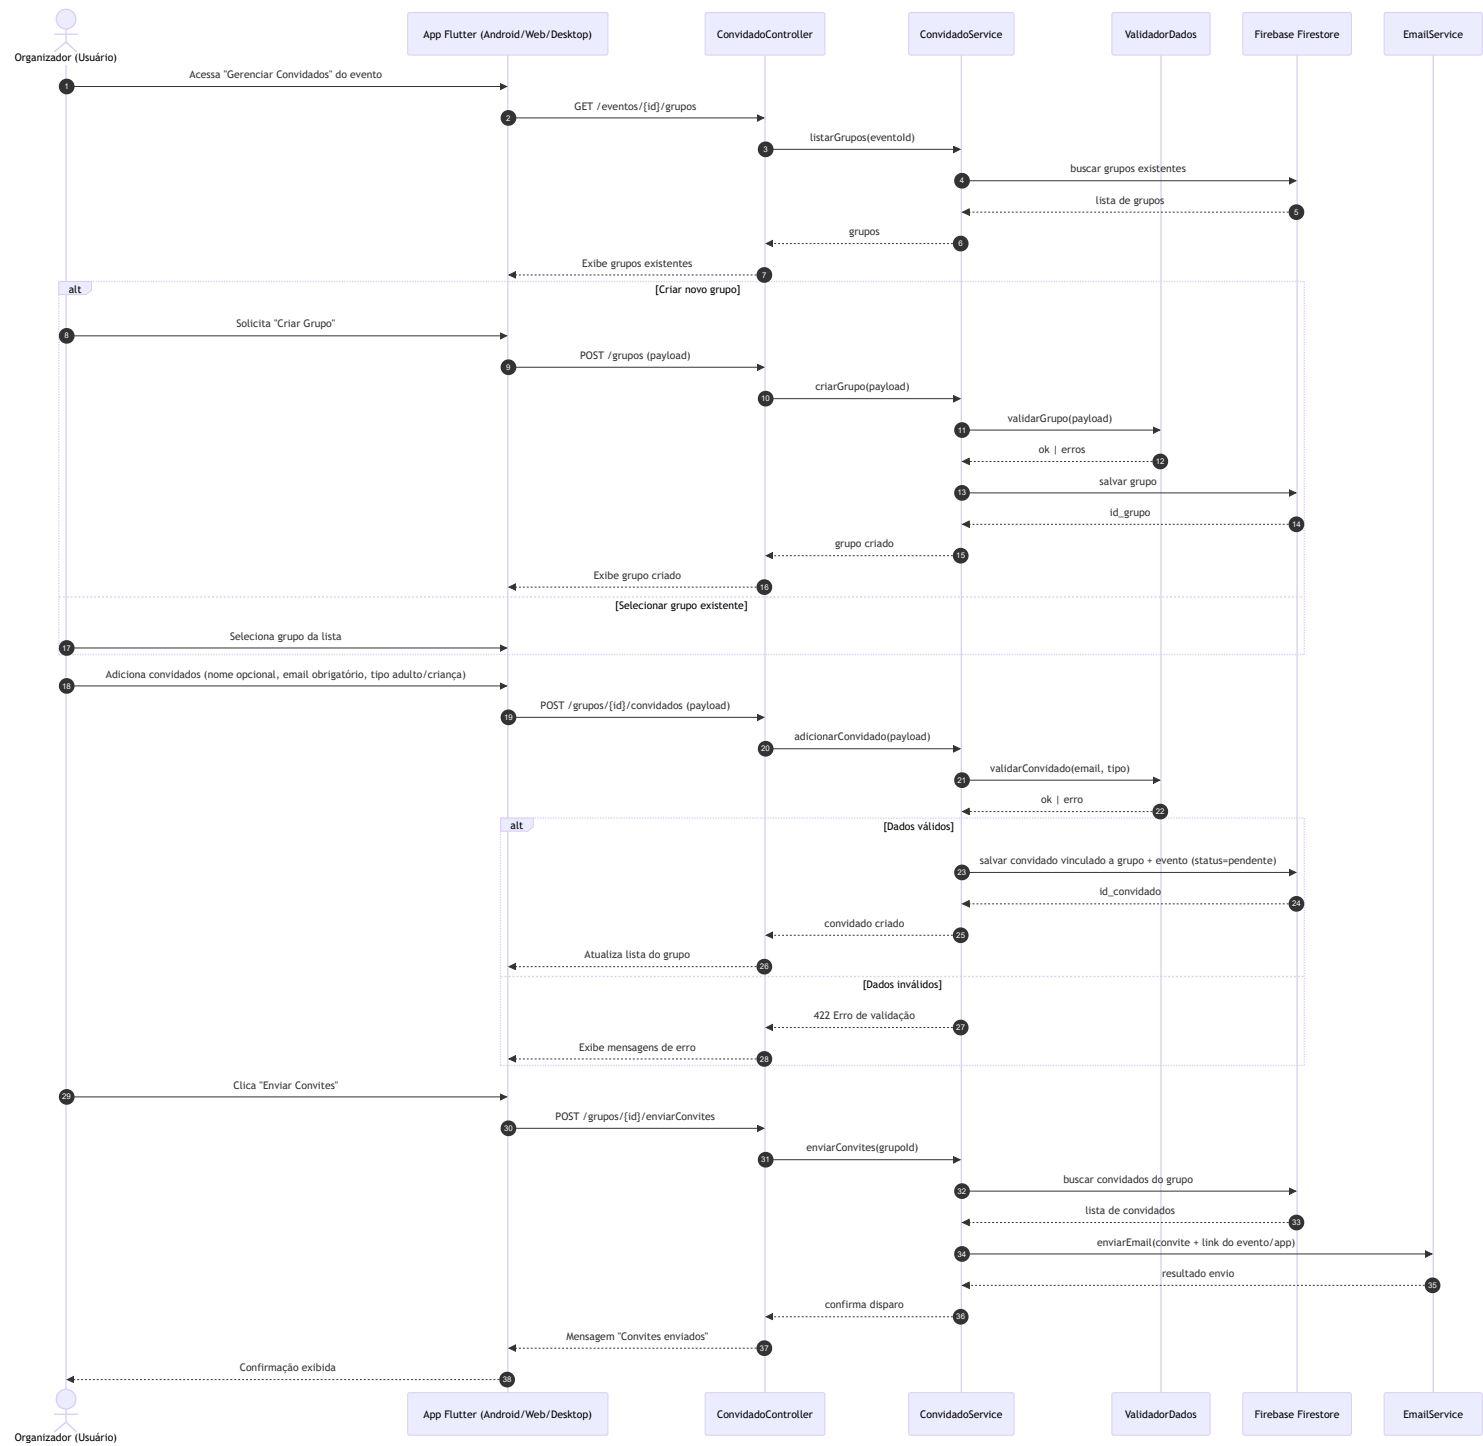 Organizador (Usuário)
App Flutter (Android/Web/Desktop)
ConvidadoController
ConvidadoService
ValidadorDados
Firebase Firestore
EmailService
1 Acessa "Gerenciar Convidados" do evento
2 GET /eventos/{id}/grupos
3 listarGrupos(eventoId)
4 buscar grupos existentes
lista de grupos 5
grupos 6
Exibe grupos existentes 7
alt [Criar novo grupo]
8 Solicita "Criar Grupo"
9 POST /grupos (payload)
10 criarGrupo(payload)
11 validarGrupo(payload)
ok | erros 12
13 salvar grupo
id_grupo 14
grupo criado 15
Exibe grupo criado 16
[Selecionar grupo existente]
17 Seleciona grupo da lista
18 Adiciona convidados (nome opcional, email obrigatório, tipo adulto/criança)
19 POST /grupos/{id}/convidados (payload)
20 adicionarConvidado(payload)
21 validarConvidado(email, tipo)
ok | erro 22
alt [Dados válidos]
23 salvar convidado vinculado a grupo + evento (status=pendente)
id_convidado 24
convidado criado 25
Atualiza lista do grupo 26
[Dados inválidos]
422 Erro de validação 27
Exibe mensagens de erro 28
29 Clica "Enviar Convites"
30 POST /grupos/{id}/enviarConvites
31 enviarConvites(grupoId)
32 buscar convidados do grupo
lista de convidados 33
34 enviarEmail(convite + link do evento/app)
resultado envio 35
confirma disparo 36
Mensagem "Convites enviados" 37
Confirmação exibida 38
Organizador (Usuário)
App Flutter (Android/Web/Desktop)
ConvidadoController
ConvidadoService
ValidadorDados
Firebase Firestore
EmailService